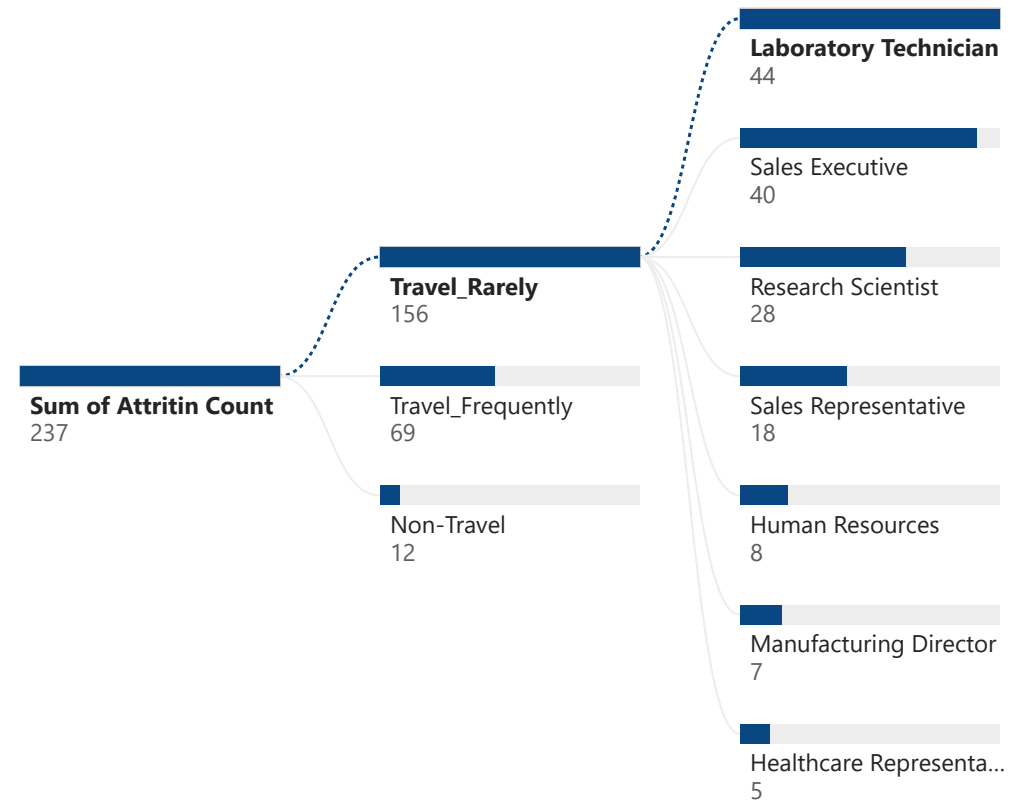 Sum of Attritin Count
237
Travel_Rarely
156
Travel_Frequently
69
Non-Travel
12
Laboratory Technician
44
Sales Executive
40
Research Scientist
28
Sales Representative
18
Human Resources
8
Manufacturing Director
7
Healthcare Representa...
5